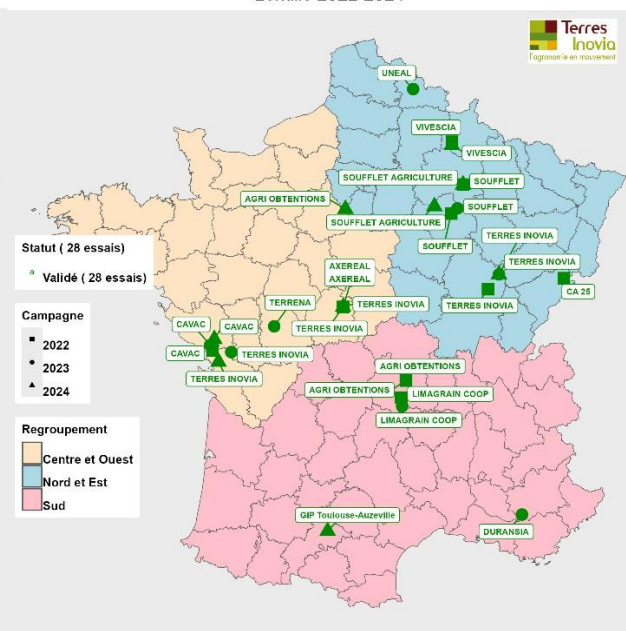 Terres
Inovia
l'agronomie en mouvement
UNEAL
VIVESCIA
VIVESCIA
SOUFFLET AGRICULTURE
SOUFFLET
AGRI OBTENTIONS
SOUFFLET
SOUFFLET AGRICULTURE
SOUFFLET
TERRES INOVIA
TERRES INOVIA
TERRES INOVIA
CA 25
Statut ( 28 essais)
Validé ( 28 essais)
AXEREAL
AXEREAL
TERRENA
TERRES INOVIA
TERRES INOVIA
Campagne
2022
2023
2024
CAVAC
CAVAC
CAVAC
TERRES INOVIA
TERRES INOVIA
AGRI OBTENTIONS
AGRI OBTENTIONS
LIMAGRAIN COOP
LIMAGRAIN COOP
Regroupement
Centre et Ouest
Nord et Est
Sud
GIP Toulouse-Auzeville
DURANSIA